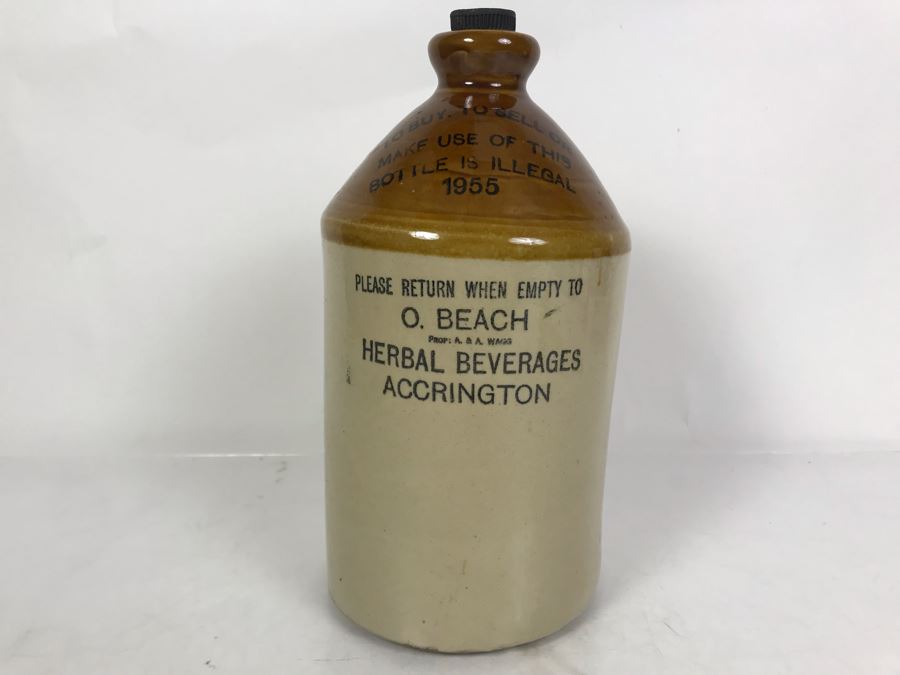 TO BUY, TO SELL OR
MAKE USE OF THIS
BOTTLE IS ILLEGAL
1955
PLEASE RETURN WHEN EMPTY TO
O. BEACH
PROP: A. & A. WAGG
HERBAL BEVERAGES
ACCRINGTON